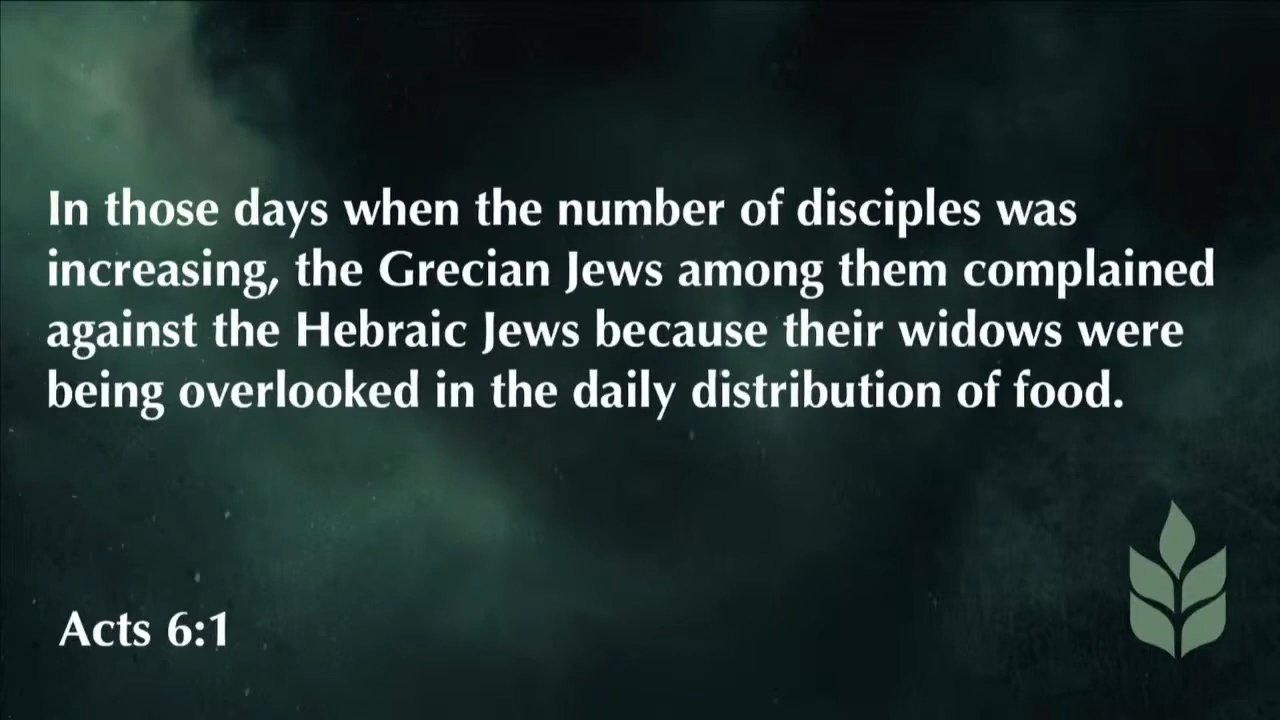 In those days when the number of disciples was
increasing, the Grecian Jews among them complained
against the Hebraic Jews because their widows were
being overlooked in the daily distribution of food.
Acts 6:1